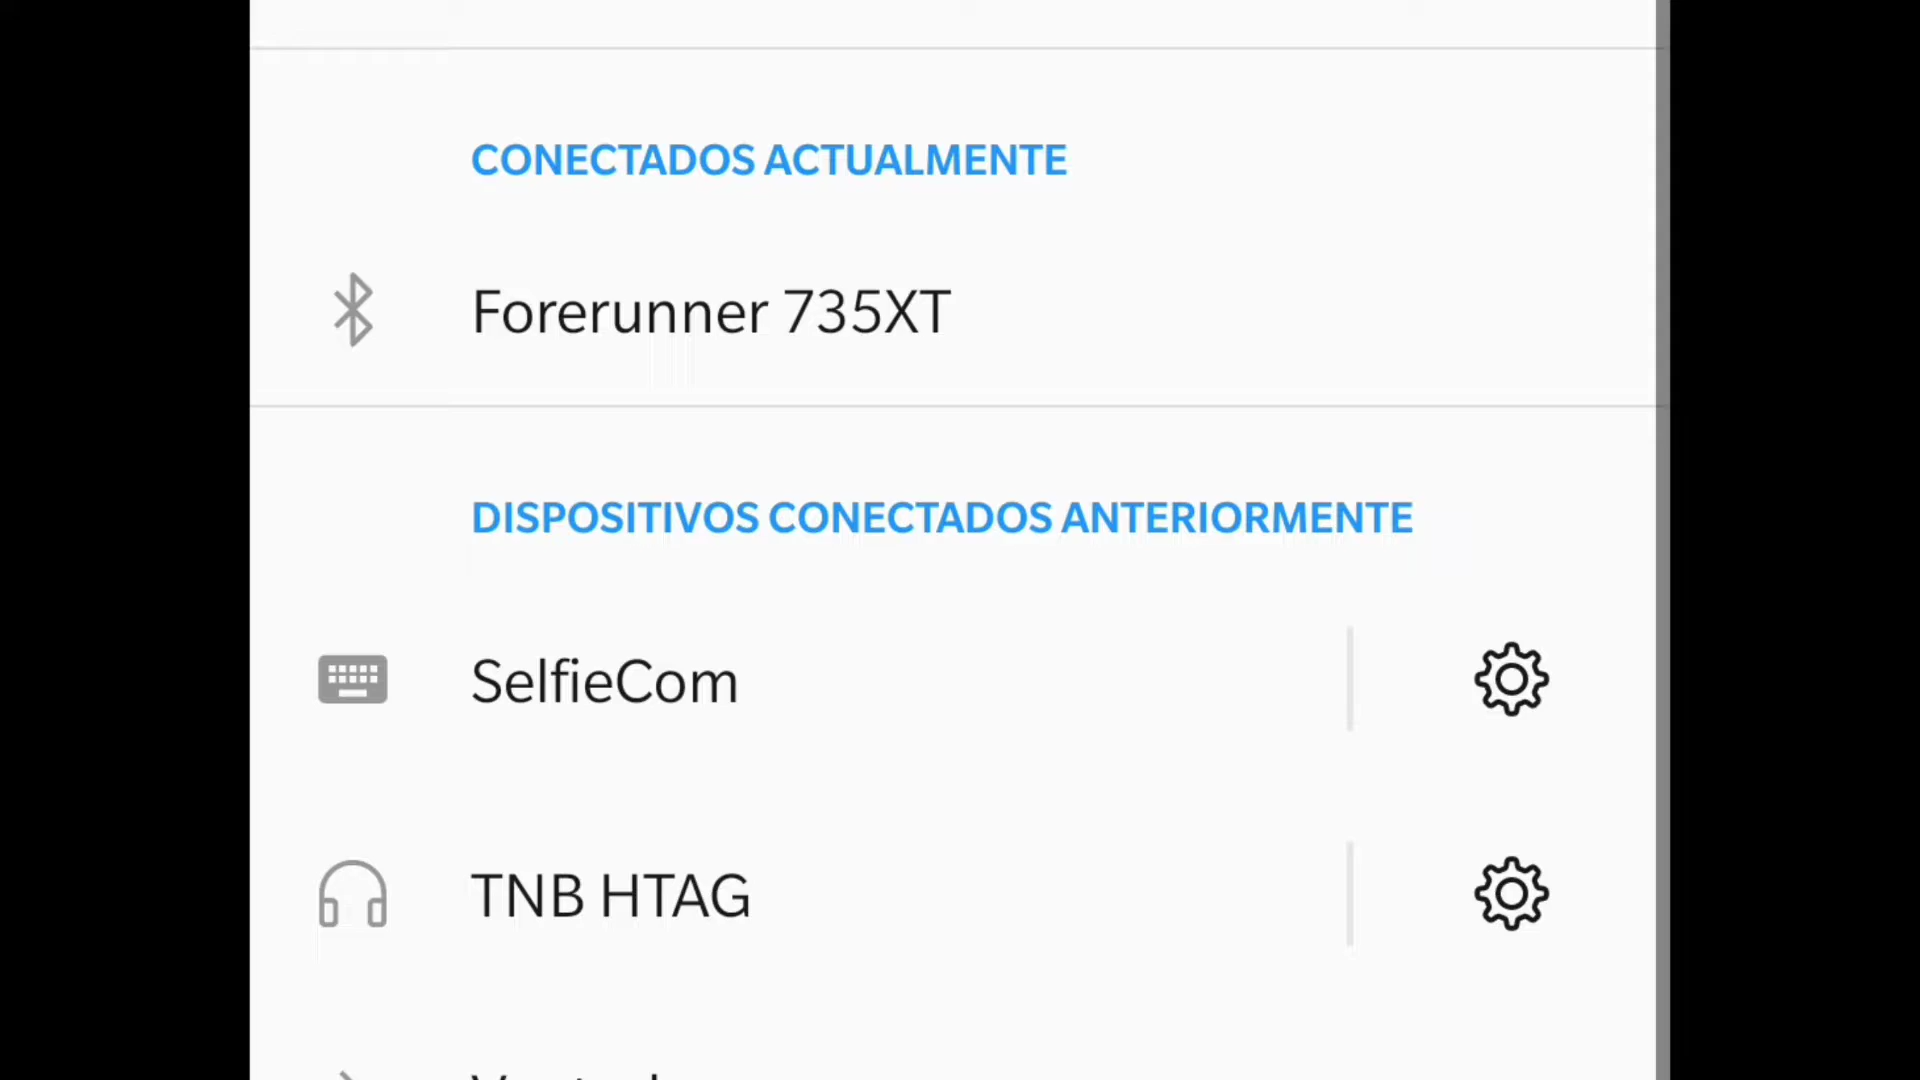 CONECTADOS ACTUALMENTE
Forerunner 735XT
DISPOSITIVOS CONECTADOS ANTERIORMENTE
SelfieCom
TNB HTAG